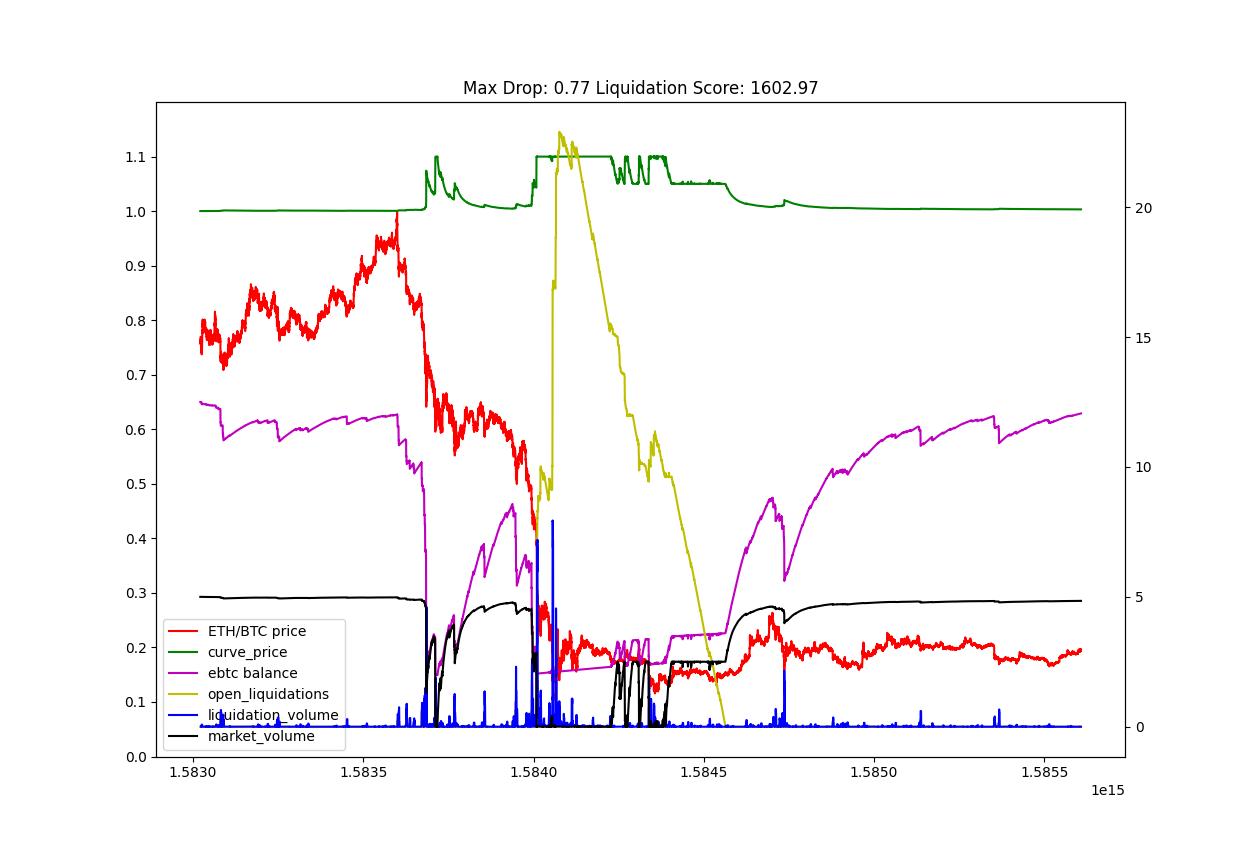 Max Drop: 0.77 Liquidation Score: 1602.97
1.1
1.0
0.9
0.8
0.7
0.6
0.5
0.4
0.3
0.2
0.1
0.0
20
15
10
5
0
ETH/BTC price
curve_price
ebtc balance
open_liquidations
liquidation_volume
market_volume
1.5830 1.5835 1.5840 1.5845 1.5850 1.5855
1e15